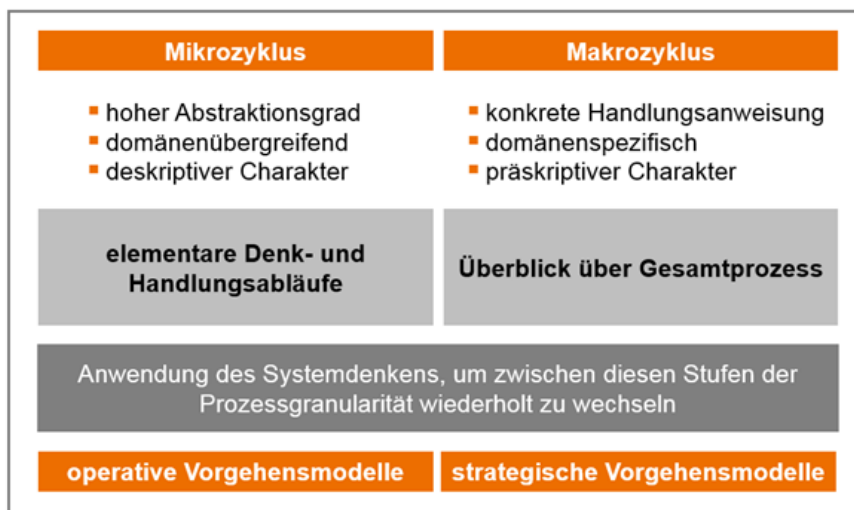 Mikrozyklus
Makrozyklus
hoher Abstraktionsgrad
domänenübergreifend
deskriptiver Charakter
konkrete Handlungsanweisung
domänenspezifisch
präskriptiver Charakter
elementare Denk- und
Handlungsabläufe
Überblick über Gesamtprozess
Anwendung des Systemdenkens, um zwischen diesen Stufen der
Prozessgranularität wiederholt zu wechseln
operative Vorgehensmodelle
strategische Vorgehensmodelle